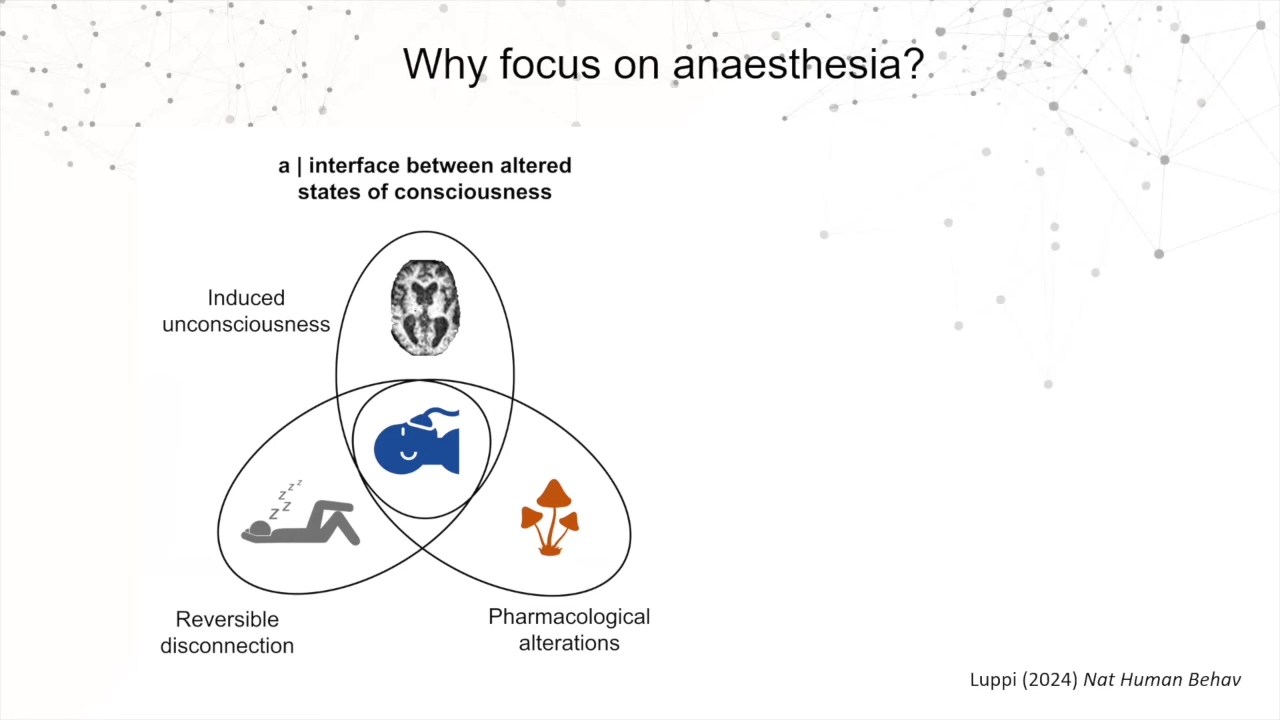 Why focus on anaesthesia?
a | interface between altered
states of consciousness
Induced
unconsciousness
z z z z
Reversible
disconnection
Pharmacological
alterations
Luppi (2024) Nat Human Behav